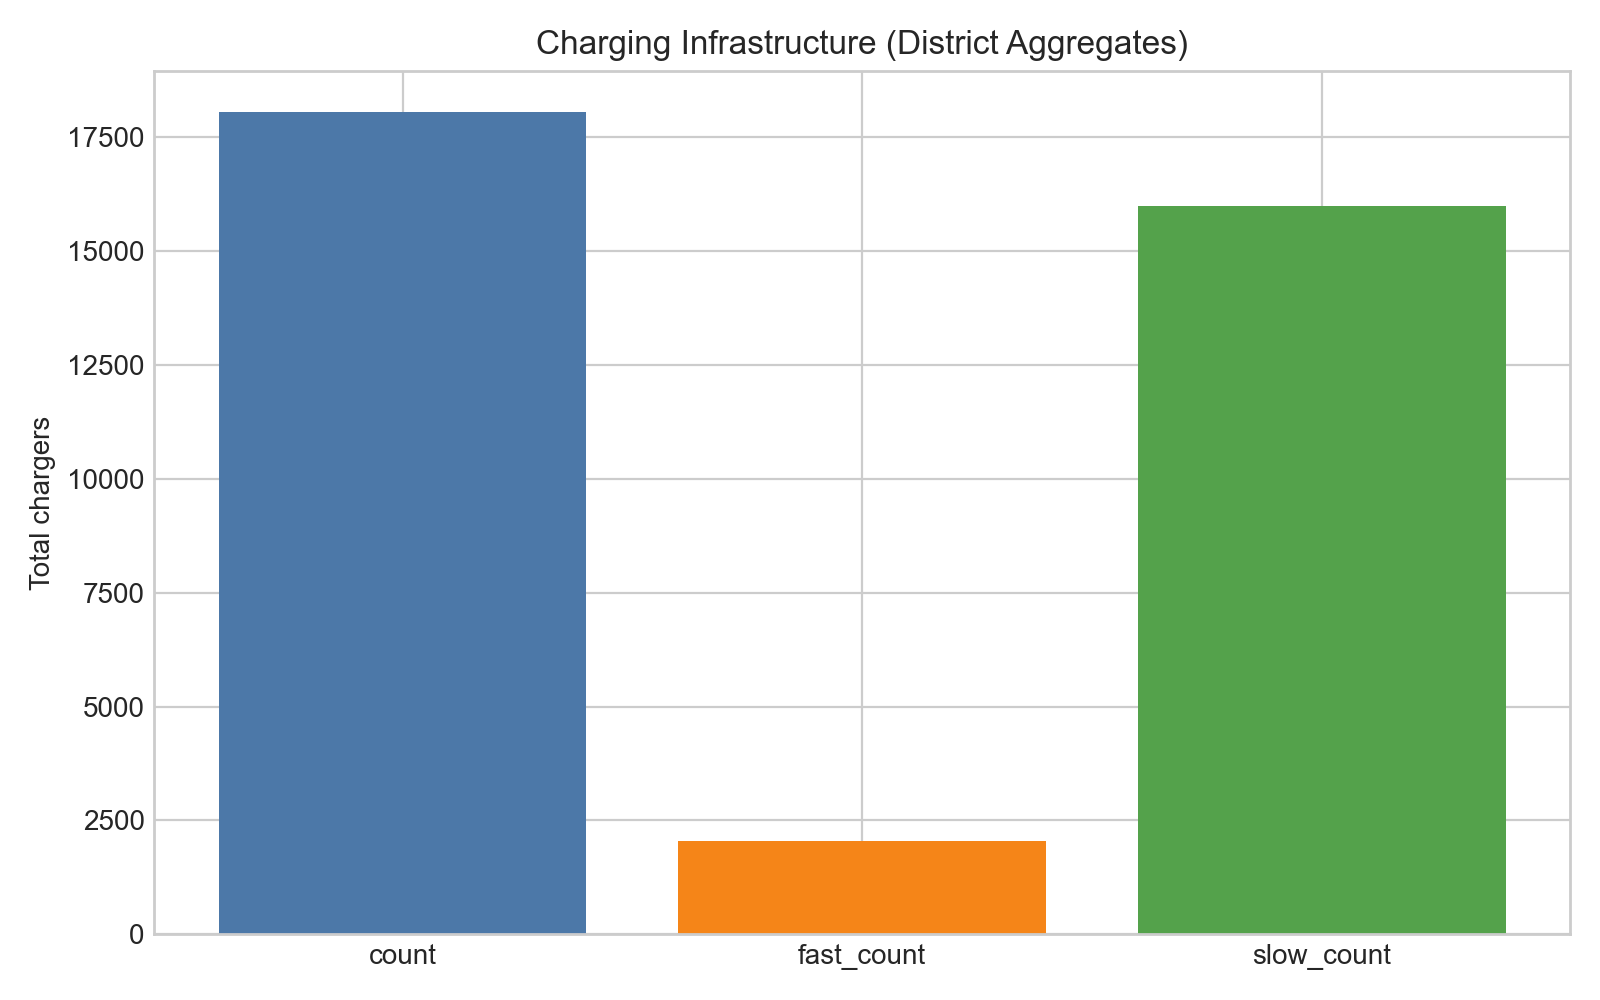 Charging Infrastructure (District Aggregates)
Total chargers
17500
15000
12500
10000
7500
5000
2500
0
count
fast_count
slow_count